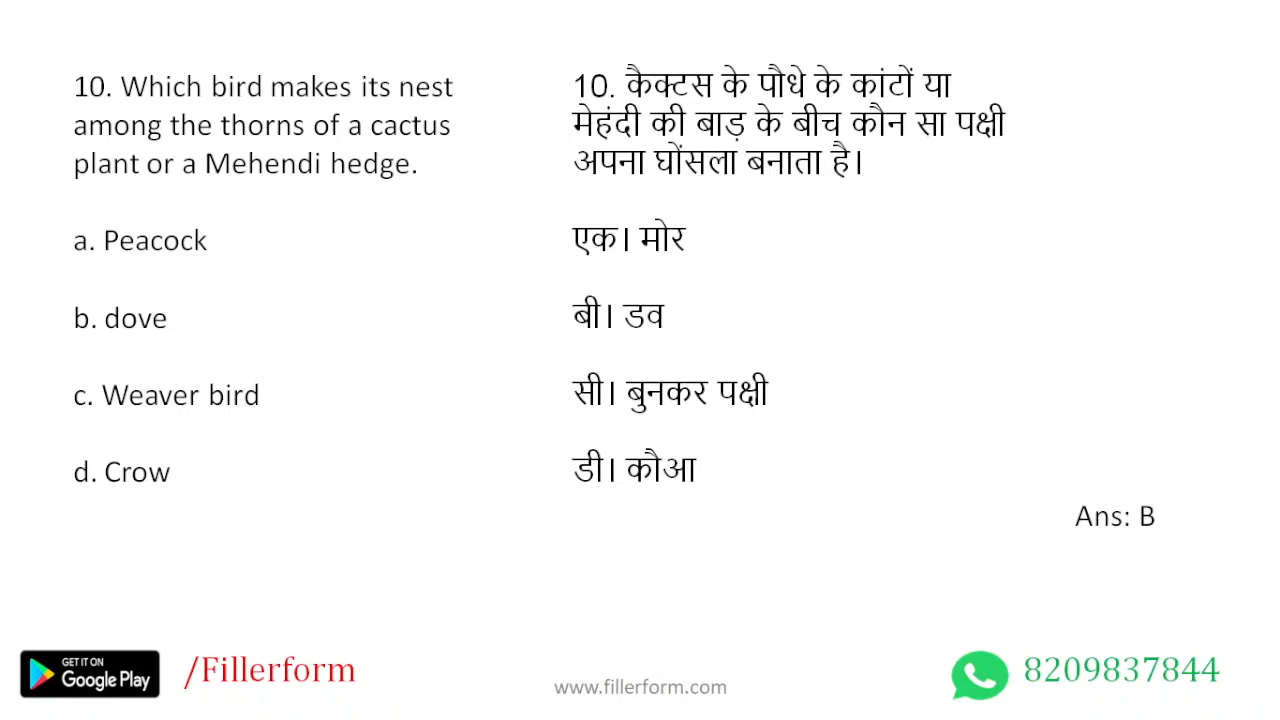 10. Which bird makes its nest
among the thorns of a cactus
plant or a Mehendi hedge.
a. Peacock
b. dove
c. Weaver bird
d. Crow
10. कैक्टस के पौधे के कांटों या
मेहंदी की बाड़ के बीच कौन सा पक्षी
अपना घोंसला बनाता है।
एक। मोर
बी। डव
सी। बुनकर पक्षी
डी। कौआ
Ans: B
GET IT ON
Google Play
/Fillerform
www.fillerform.com
8209837844